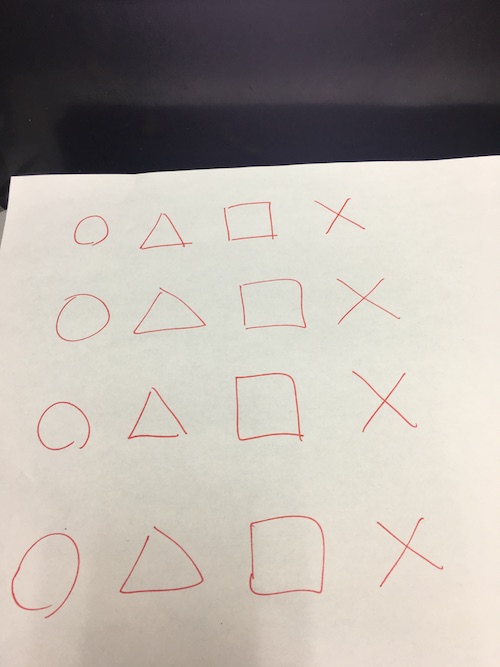 ○ △ □ ×
○ △ □ ×
○ △ □ ×
○ △ □ ×